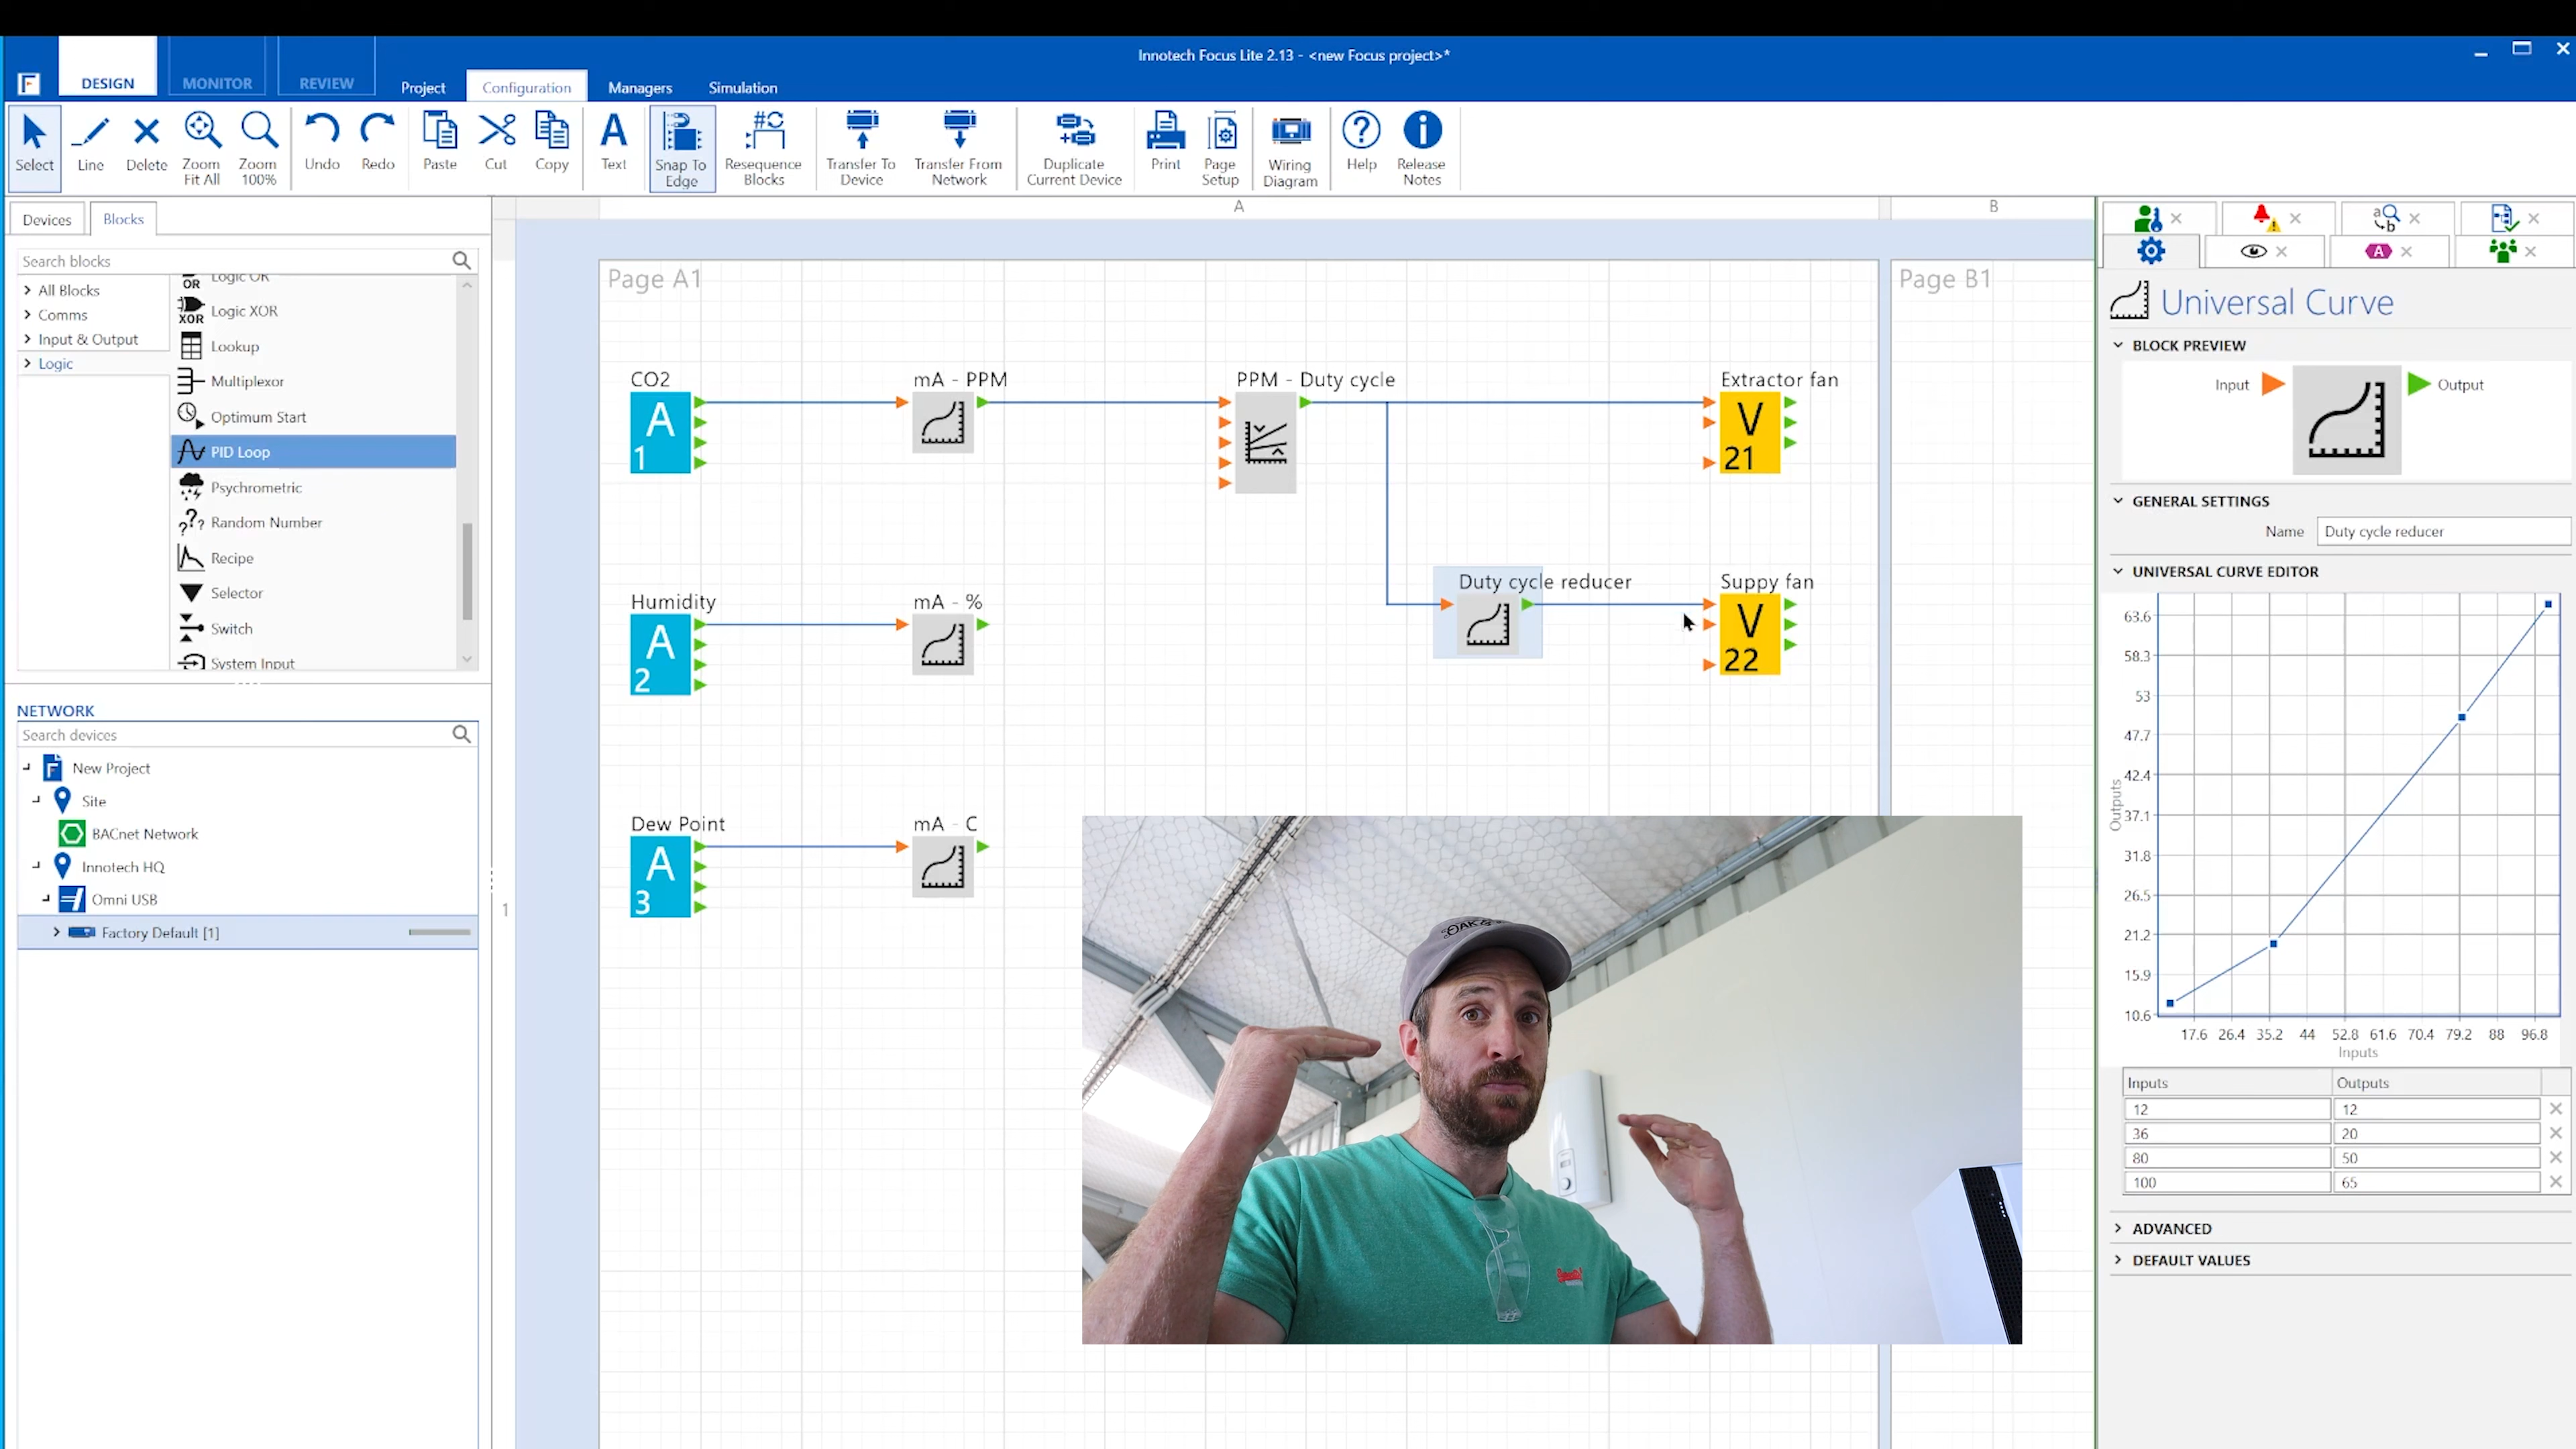 Innotech Focus Lite 2.13 - <new Focus project>*
DESIGN
MONITOR
REVIEW
Project
Configuration
Managers
Simulation
Select
Line
Delete
Zoom
Fit All
Zoom
100%
Undo
Redo
Paste
Cut
Copy
A
Text
Snap To
Edge
Resequence
Blocks
Transfer To
Device
Transfer From
Network
Duplicate
Current Device
Print
Page
Setup
Wiring
Diagram
Help
Release
Notes
Devices
Blocks
Search blocks
All Blocks
Comms
Input & Output
Logic
OR
Logic OR
XOR
Logic XOR
Lookup
Multiplexor
Optimum Start
PID Loop
Psychrometric
Random Number
Recipe
Selector
Switch
System Input
NETWORK
Search devices
New Project
Site
BACnet Network
Innotech HQ
Omni USB
Factory Default [1]
A
B
1
Page A1
Page B1
CO2
A
1
mA - PPM
PPM - Duty cycle
Extractor fan
V
21
Humidity
A
2
mA - %
Duty cycle reducer
Suppy fan
V
22
Dew Point
A
3
mA - C
Universal Curve
BLOCK PREVIEW
Input
Output
GENERAL SETTINGS
Name
Duty cycle reducer
UNIVERSAL CURVE EDITOR
63.6
58.3
53
47.7
42.4
37.1
31.8
26.5
21.2
15.9
10.6
Outputs
17.6 26.4 35.2 44 52.8 61.6 70.4 79.2 88 96.8
Inputs
Inputs Outputs
12 12
36 20
80 50
100 65
ADVANCED
DEFAULT VALUES